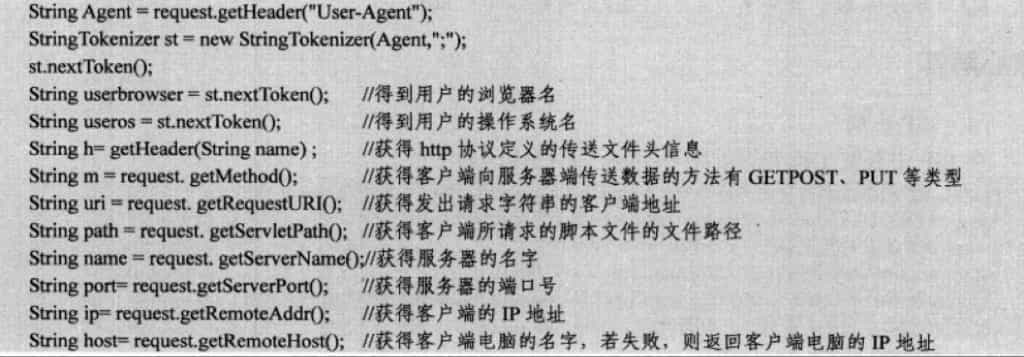 String Agent = request.getHeader("User-Agent");
StringTokenizer st = new StringTokenizer(Agent,";");
st.nextToken();
String userbrowser = st.nextToken(); //得到用户的浏览器名
String useros = st.nextToken(); //得到用户的操作系统名
String h= getHeader(String name) ; //获得 http 协议定义的传送文件头信息
String m = request. getMethod(); //获得客户端向服务器端传送数据的方法有 GETPOST、PUT 等类型
String uri = request. getRequestURI(); //获得发出请求字符串的客户端地址
String path = request. getServletPath(); //获得客户端所请求的脚本文件的文件路径
String name = request. getServerName();//获得服务器的名字
String port= request.getServerPort(); //获得服务器的端口号
String ip= request.getRemoteAddr(); //获得客户端的 IP 地址
String host= request.getRemoteHost(); //获得客户端电脑的名字，若失败，则返回客户端电脑的 IP 地址